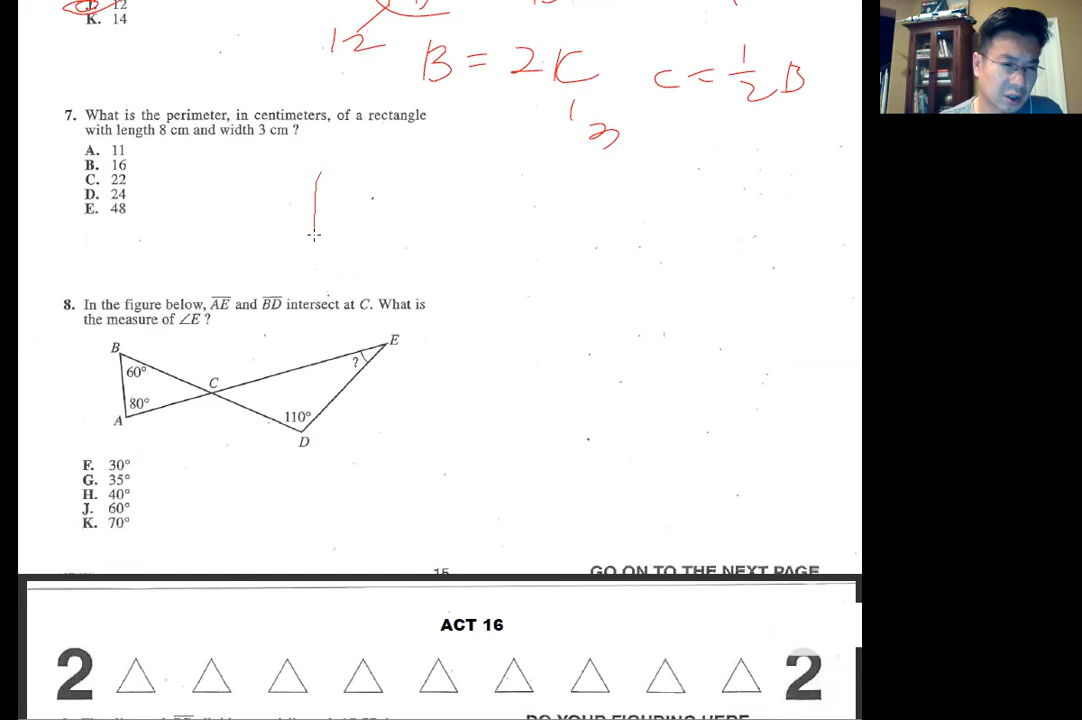 J. 12
K. 14
12
B = 2K
C = 1/2 B
7. What is the perimeter, in centimeters, of a rectangle
with length 8 cm and width 3 cm ?
A. 11
B. 16
C. 22
D. 24
E. 48
8. In the figure below, AE and BD intersect at C. What is
the measure of ∠E ?
B
E
?
60°
C
80°
A
110°
D
F. 30°
G. 35°
H. 40°
J. 60°
K. 70°
15
GO ON TO THE NEXT PAGE
ACT 16
2 2